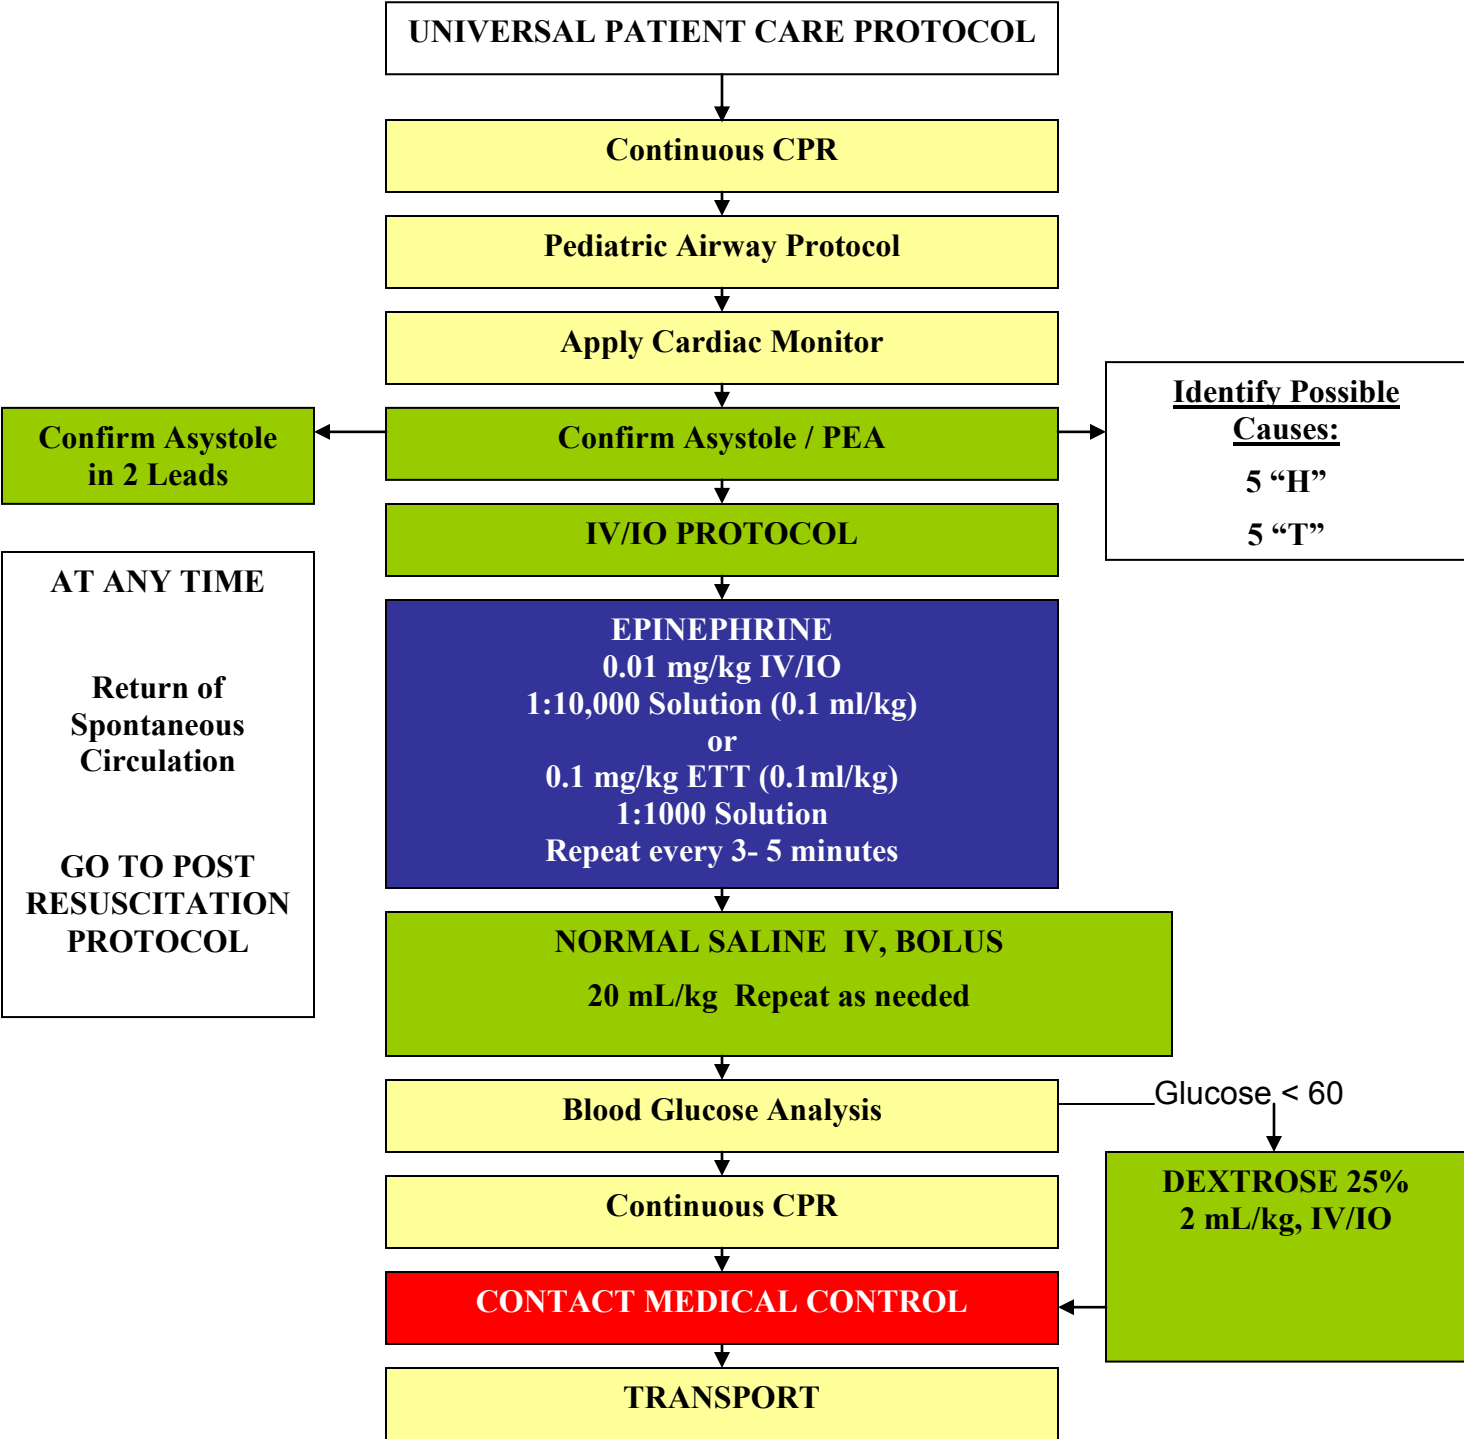 UNIVERSAL PATIENT CARE PROTOCOL
Continuous CPR
Pediatric Airway Protocol
Apply Cardiac Monitor
Confirm Asystole
in 2 Leads
Confirm Asystole / PEA
Identify Possible
Causes:
5 “H”
5 “T”
IV/IO PROTOCOL
AT ANY TIME
Return of
Spontaneous
Circulation
GO TO POST
RESUSCITATION
PROTOCOL
EPINEPHRINE
0.01 mg/kg IV/IO
1:10,000 Solution (0.1 ml/kg)
or
0.1 mg/kg ETT (0.1ml/kg)
1:1000 Solution
Repeat every 3- 5 minutes
NORMAL SALINE  IV, BOLUS
20 mL/kg  Repeat as needed
Blood Glucose Analysis
Glucose < 60
Continuous CPR
DEXTROSE 25%
2 mL/kg, IV/IO
CONTACT MEDICAL CONTROL
TRANSPORT